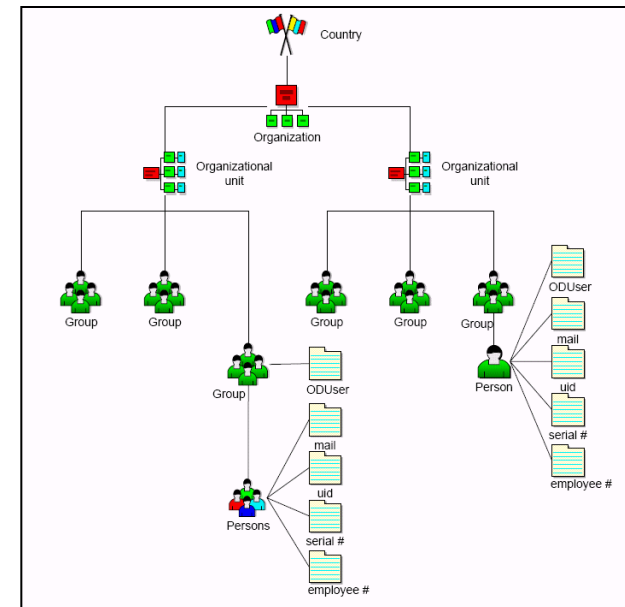 Country
Organization
Organizational
unit
Organizational
unit
Group
Group
Group
Group
Group
ODUser
mail
uid
serial #
employee #
Person
Group
ODUser
mail
uid
serial #
employee #
Persons